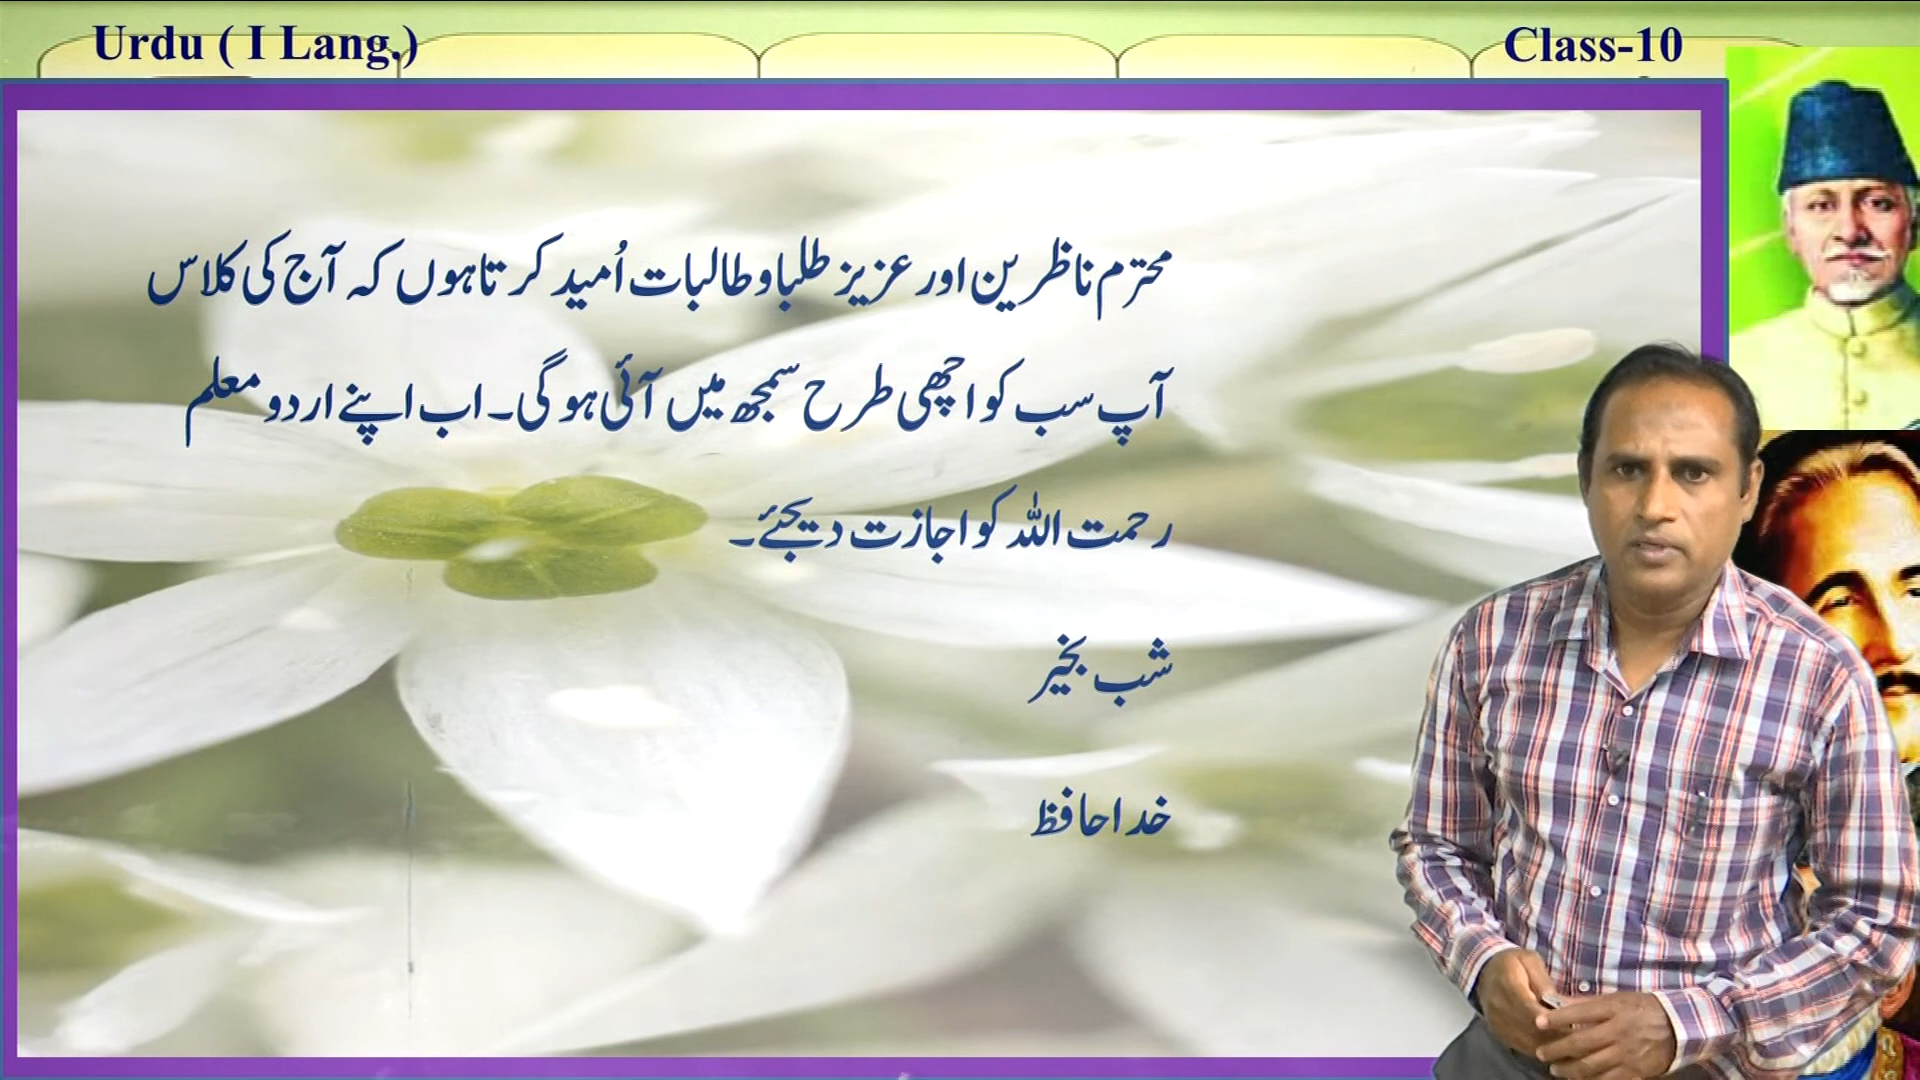 Urdu ( I Lang.)
Class-10
محترم ناظرین اور عزیز طلبا و طالبات اُمید کرتا ہوں کہ آج کی کلاس
آپ سب کو اچھی طرح سمجھ میں آئی ہوگی۔ اب اپنے اردو معلم
رحمت اللہ کو اجازت دیجئے۔
شب بخیر
خدا حافظ